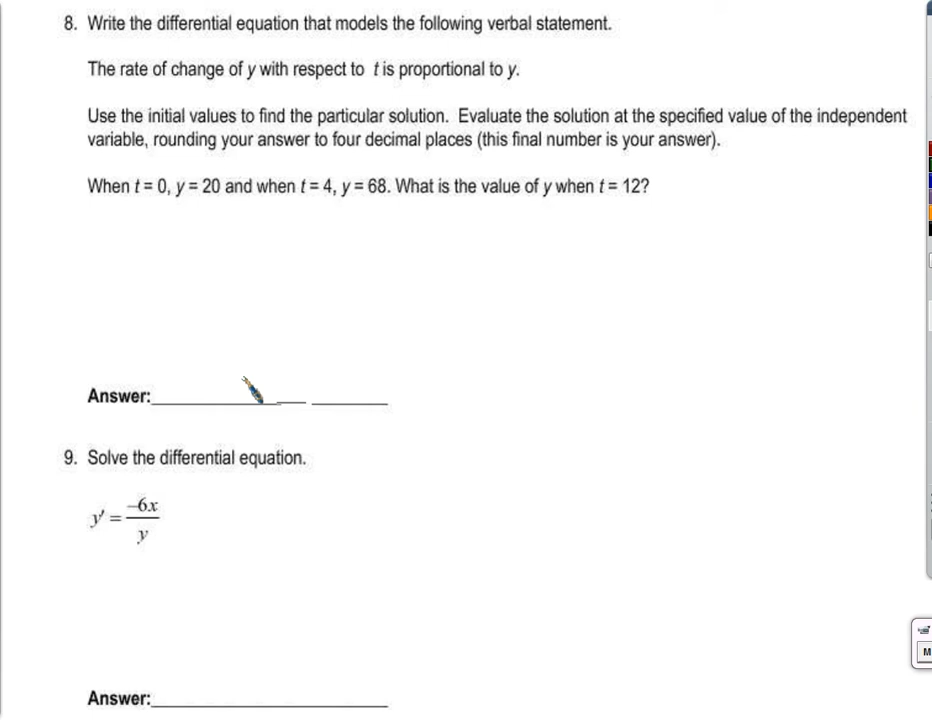 8. Write the differential equation that models the following verbal statement.
The rate of change of y with respect to t is proportional to y.
Use the initial values to find the particular solution. Evaluate the solution at the specified value of the independent
variable, rounding your answer to four decimal places (this final number is your answer).
When t = 0, y = 20 and when t = 4, y = 68. What is the value of y when t = 12?
Answer:
9. Solve the differential equation.
y' = −6x / y
M
Answer: